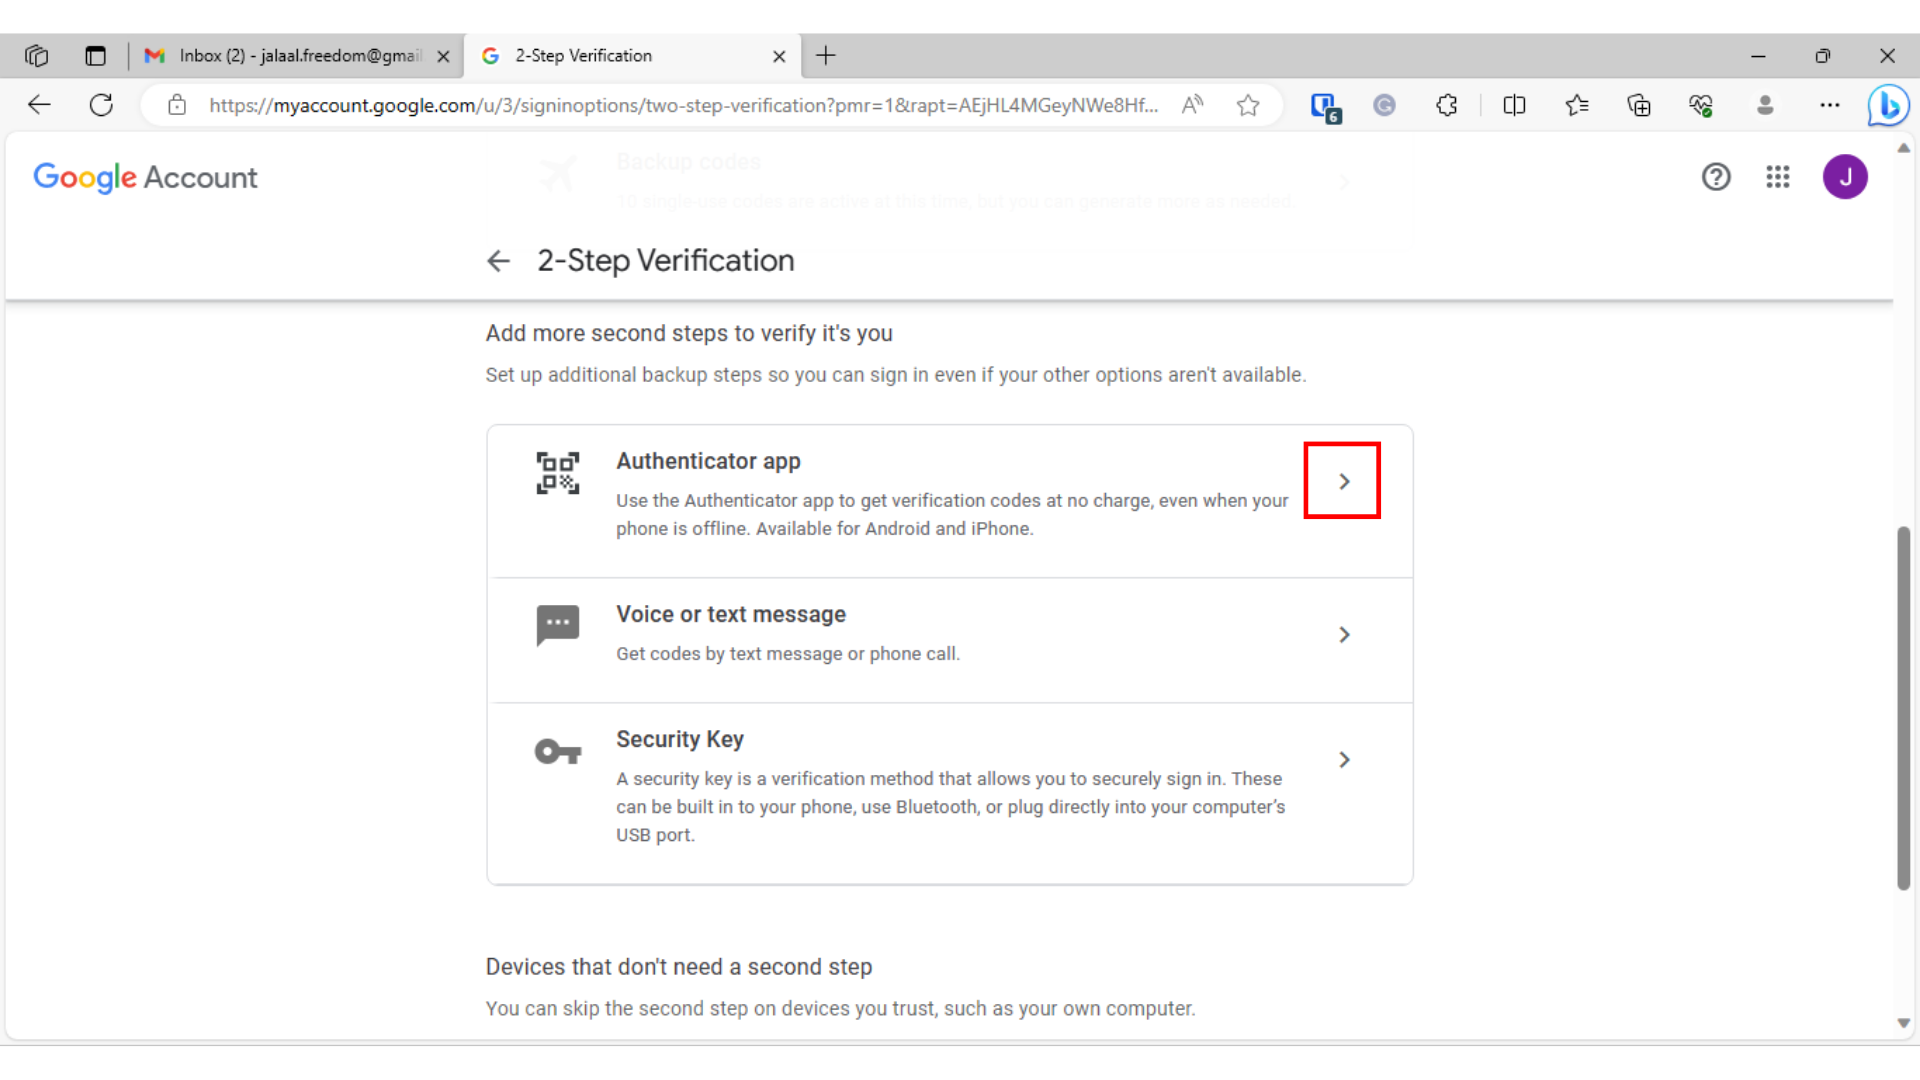 Inbox (2) - jalaal.freedom@gmail
2-Step Verification
https://myaccount.google.com/u/3/signinoptions/two-step-verification?pmr=1&rapt=AEjHL4MGeyNWe8Hf...
6
Google Account
J
Backup codes
10 single-use codes are active at this time, but you can generate more as needed.
2-Step Verification
Add more second steps to verify it's you
Set up additional backup steps so you can sign in even if your other options aren't available.
Authenticator app
Use the Authenticator app to get verification codes at no charge, even when your
phone is offline. Available for Android and iPhone.
Voice or text message
Get codes by text message or phone call.
Security Key
A security key is a verification method that allows you to securely sign in. These
can be built in to your phone, use Bluetooth, or plug directly into your computer’s
USB port.
Devices that don't need a second step
You can skip the second step on devices you trust, such as your own computer.